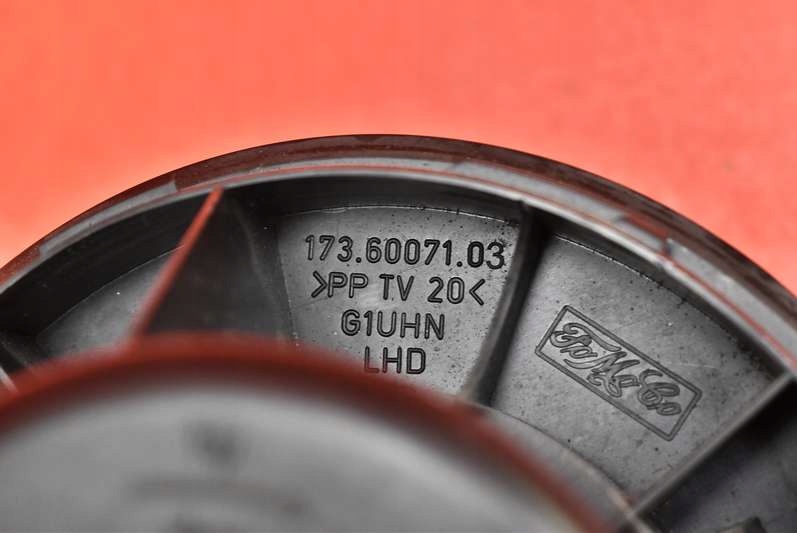 173.60071.03
>PP TV 20<
G1UHN
LHD
FoMoCo